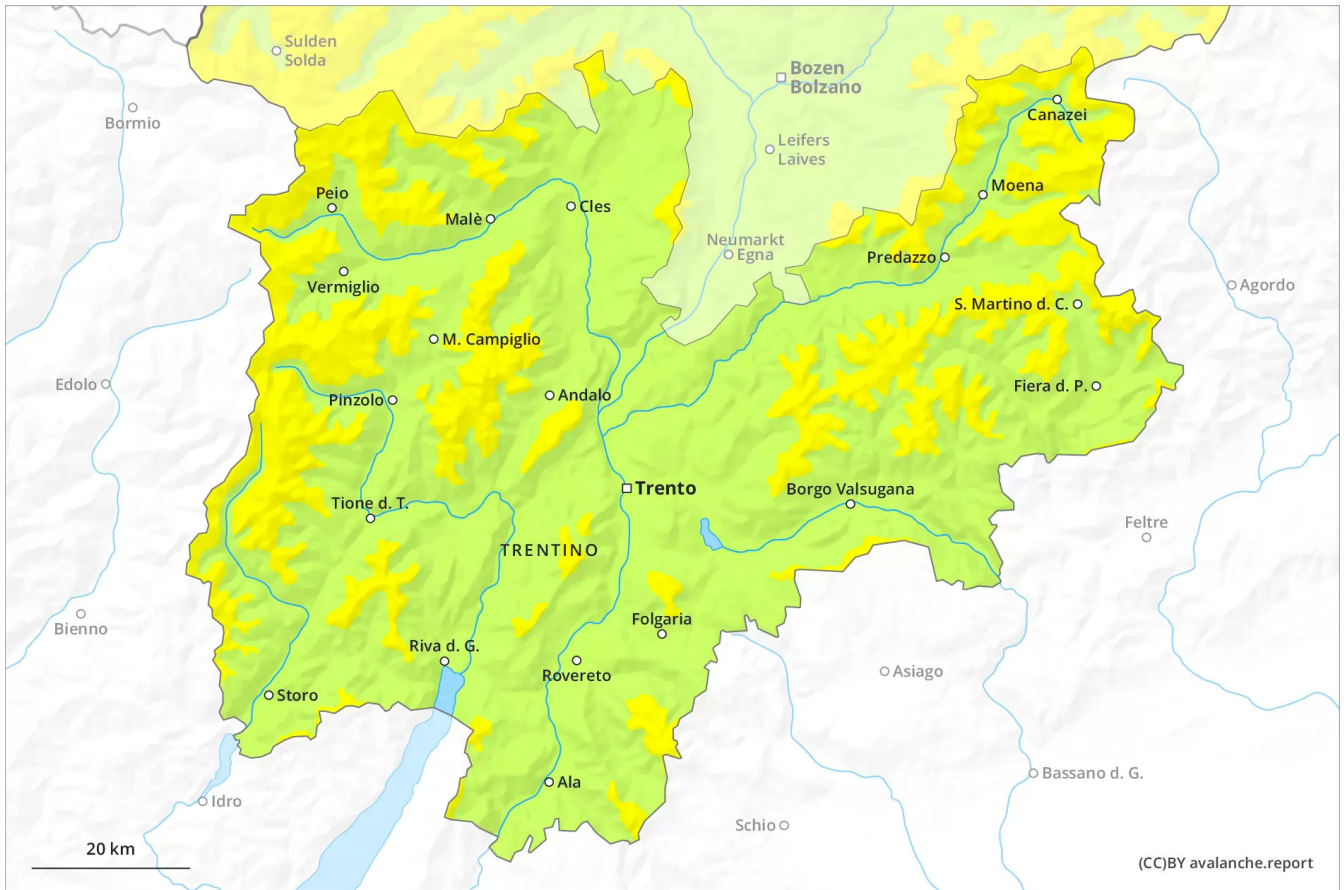 Sulden
Solda
Bozen
Bolzano
Bormio
Canazei
Leifers
Laives
Peio
Moena
Malè
Cles
Neumarkt
Egna
Predazzo
Vermiglio
Agordo
S. Martino d. C.
M. Campiglio
Edolo
Andalo
Fiera d. P.
Pinzolo
Trento
Borgo Valsugana
Tione d. T.
Feltre
TRENTINO
Bienno
Folgaria
Riva d. G.
Asiago
Rovereto
Storo
Bassano d. G.
Ala
Idro
Schio
20 km
(CC)BY avalanche.report